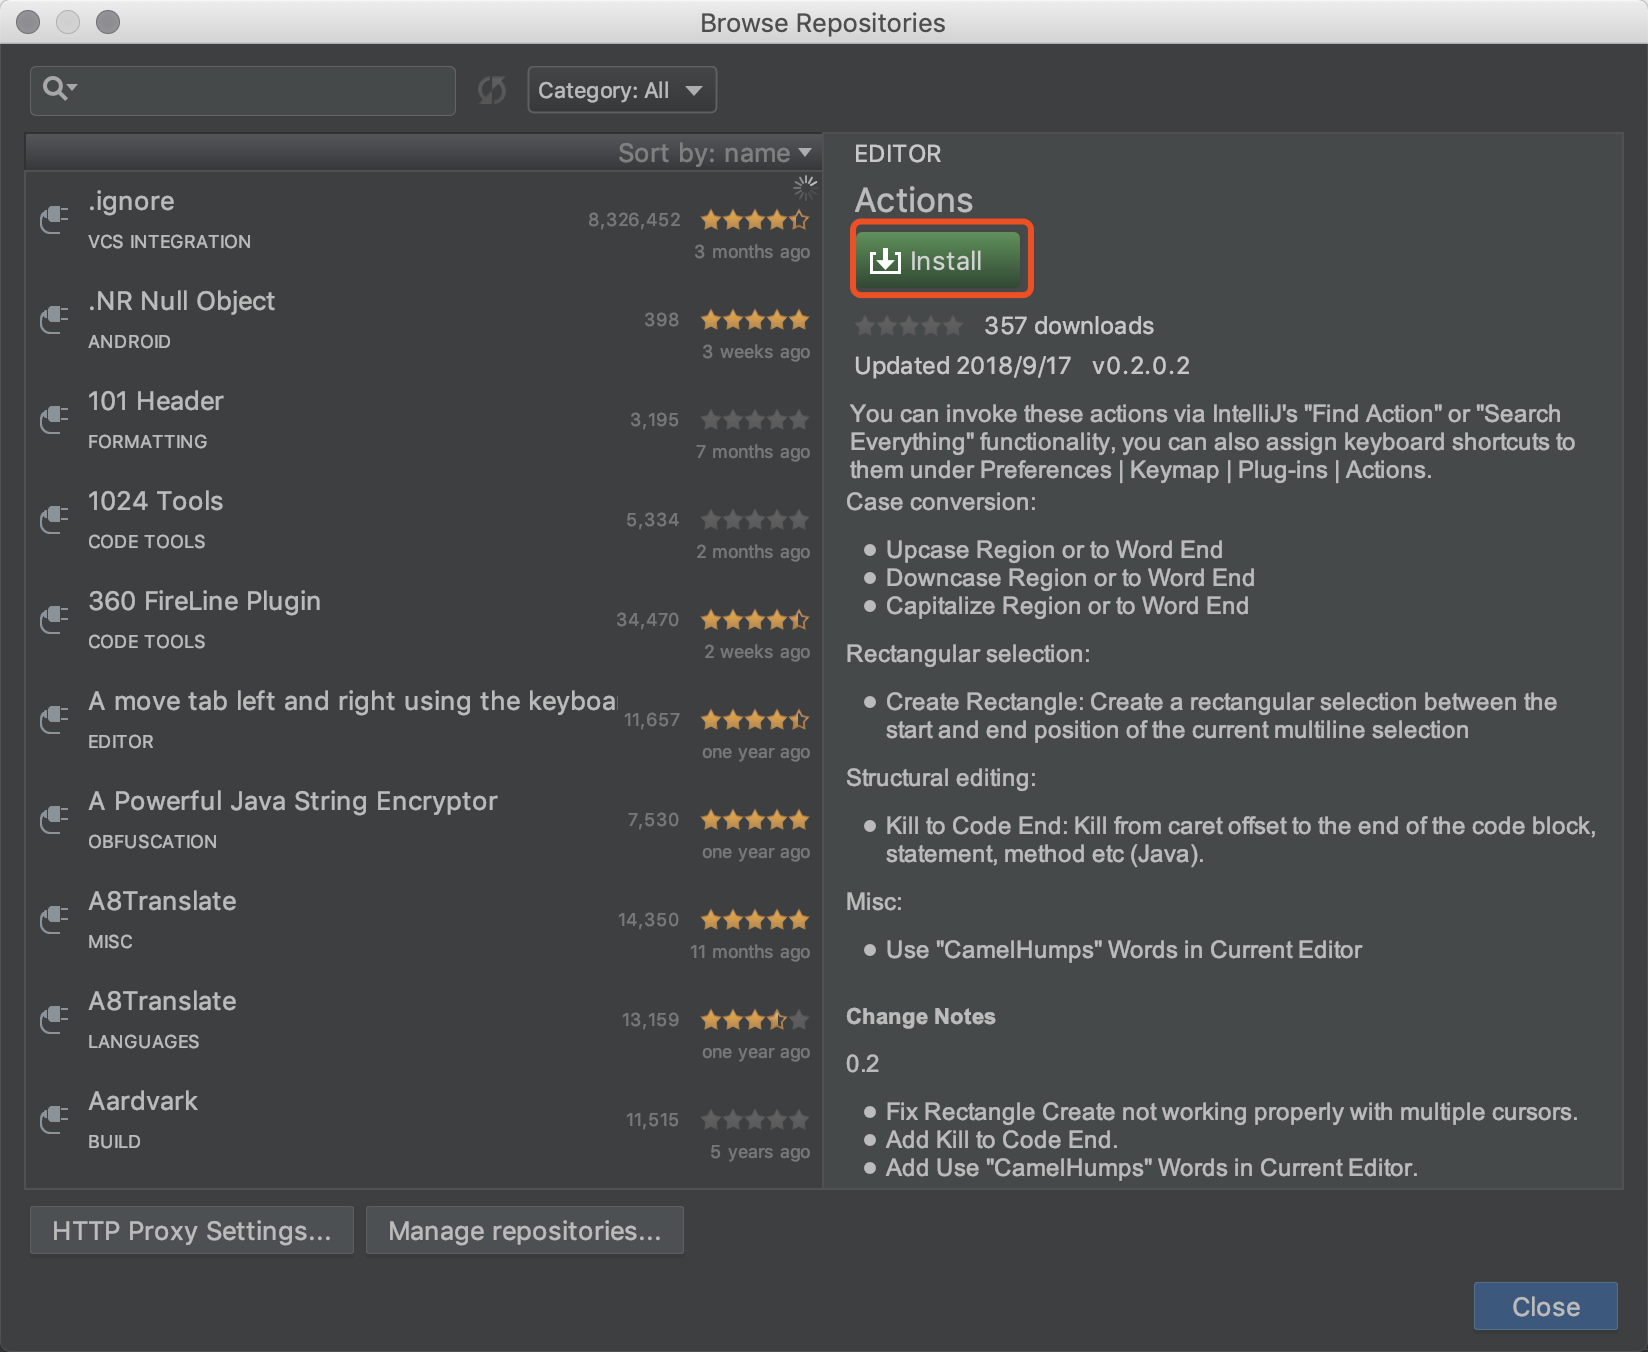 Browse Repositories
Category: All
Sort by: name
.ignore
8,326,452
VCS INTEGRATION
3 months ago
.NR Null Object
398
ANDROID
3 weeks ago
101 Header
3,195
FORMATTING
7 months ago
1024 Tools
5,334
CODE TOOLS
2 months ago
360 FireLine Plugin
34,470
CODE TOOLS
2 weeks ago
A move tab left and right using the keyboa
11,657
EDITOR
one year ago
A Powerful Java String Encryptor
7,530
OBFUSCATION
one year ago
A8Translate
14,350
MISC
11 months ago
A8Translate
13,159
LANGUAGES
one year ago
Aardvark
11,515
BUILD
5 years ago
EDITOR
Actions
Install
357 downloads
Updated 2018/9/17 v0.2.0.2
You can invoke these actions via IntelliJ's "Find Action" or "Search
Everything" functionality, you can also assign keyboard shortcuts to
them under Preferences | Keymap | Plug-ins | Actions.
Case conversion:
● Upcase Region or to Word End
● Downcase Region or to Word End
● Capitalize Region or to Word End
Rectangular selection:
● Create Rectangle: Create a rectangular selection between the
start and end position of the current multiline selection
Structural editing:
● Kill to Code End: Kill from caret offset to the end of the code block,
statement, method etc (Java).
Misc:
● Use "CamelHumps" Words in Current Editor
Change Notes
0.2
● Fix Rectangle Create not working properly with multiple cursors.
● Add Kill to Code End.
● Add Use "CamelHumps" Words in Current Editor.
HTTP Proxy Settings...
Manage repositories...
Close